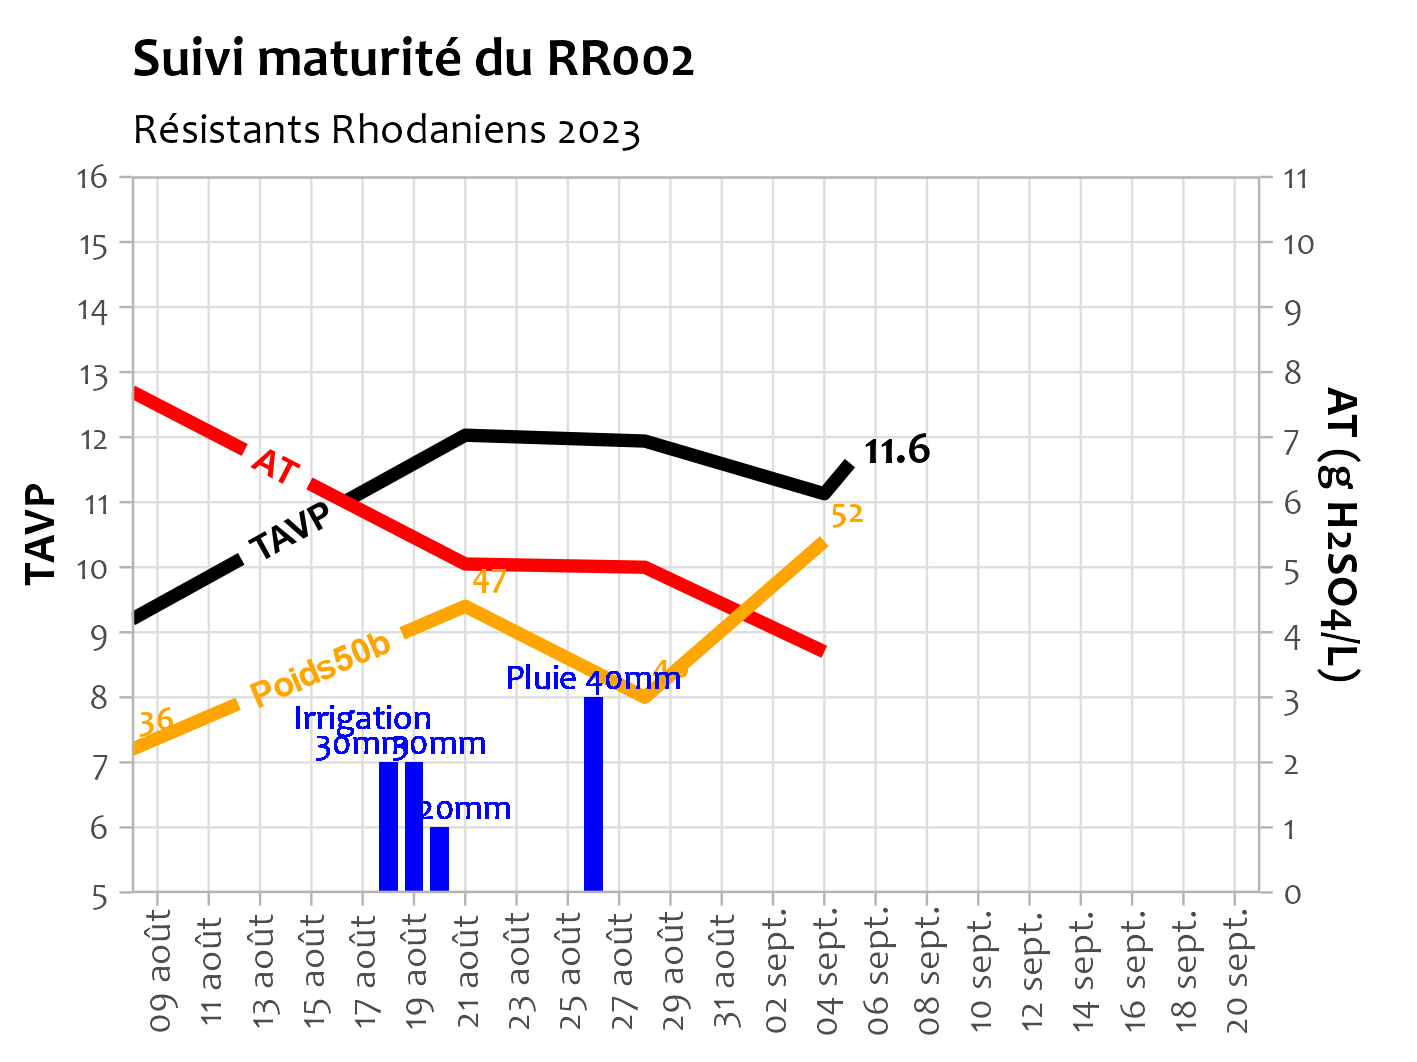 Suivi maturité du RR002
Résistants Rhodaniens 2023
TAVP
16
15
14
13
12
11
10
9
8
7
6
5
11
10
9
8
7
6
5
4
3
2
1
0
AT (g H2SO4/L)
AT
TAVP
Poids50b
36
47
52
11.6
Irrigation
30mm
30mm
20mm
Pluie 40mm
09 août
11 août
13 août
15 août
17 août
19 août
21 août
23 août
25 août
27 août
29 août
31 août
02 sept.
04 sept.
06 sept.
08 sept.
10 sept.
12 sept.
14 sept.
16 sept.
18 sept.
20 sept.